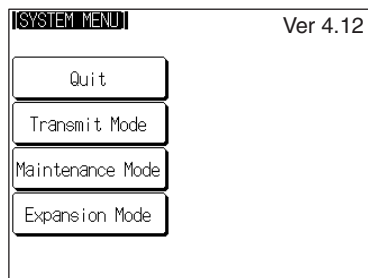 [SYSTEM MENU]
Ver 4.12
Quit
Transmit Mode
Maintenance Mode
Expansion Mode